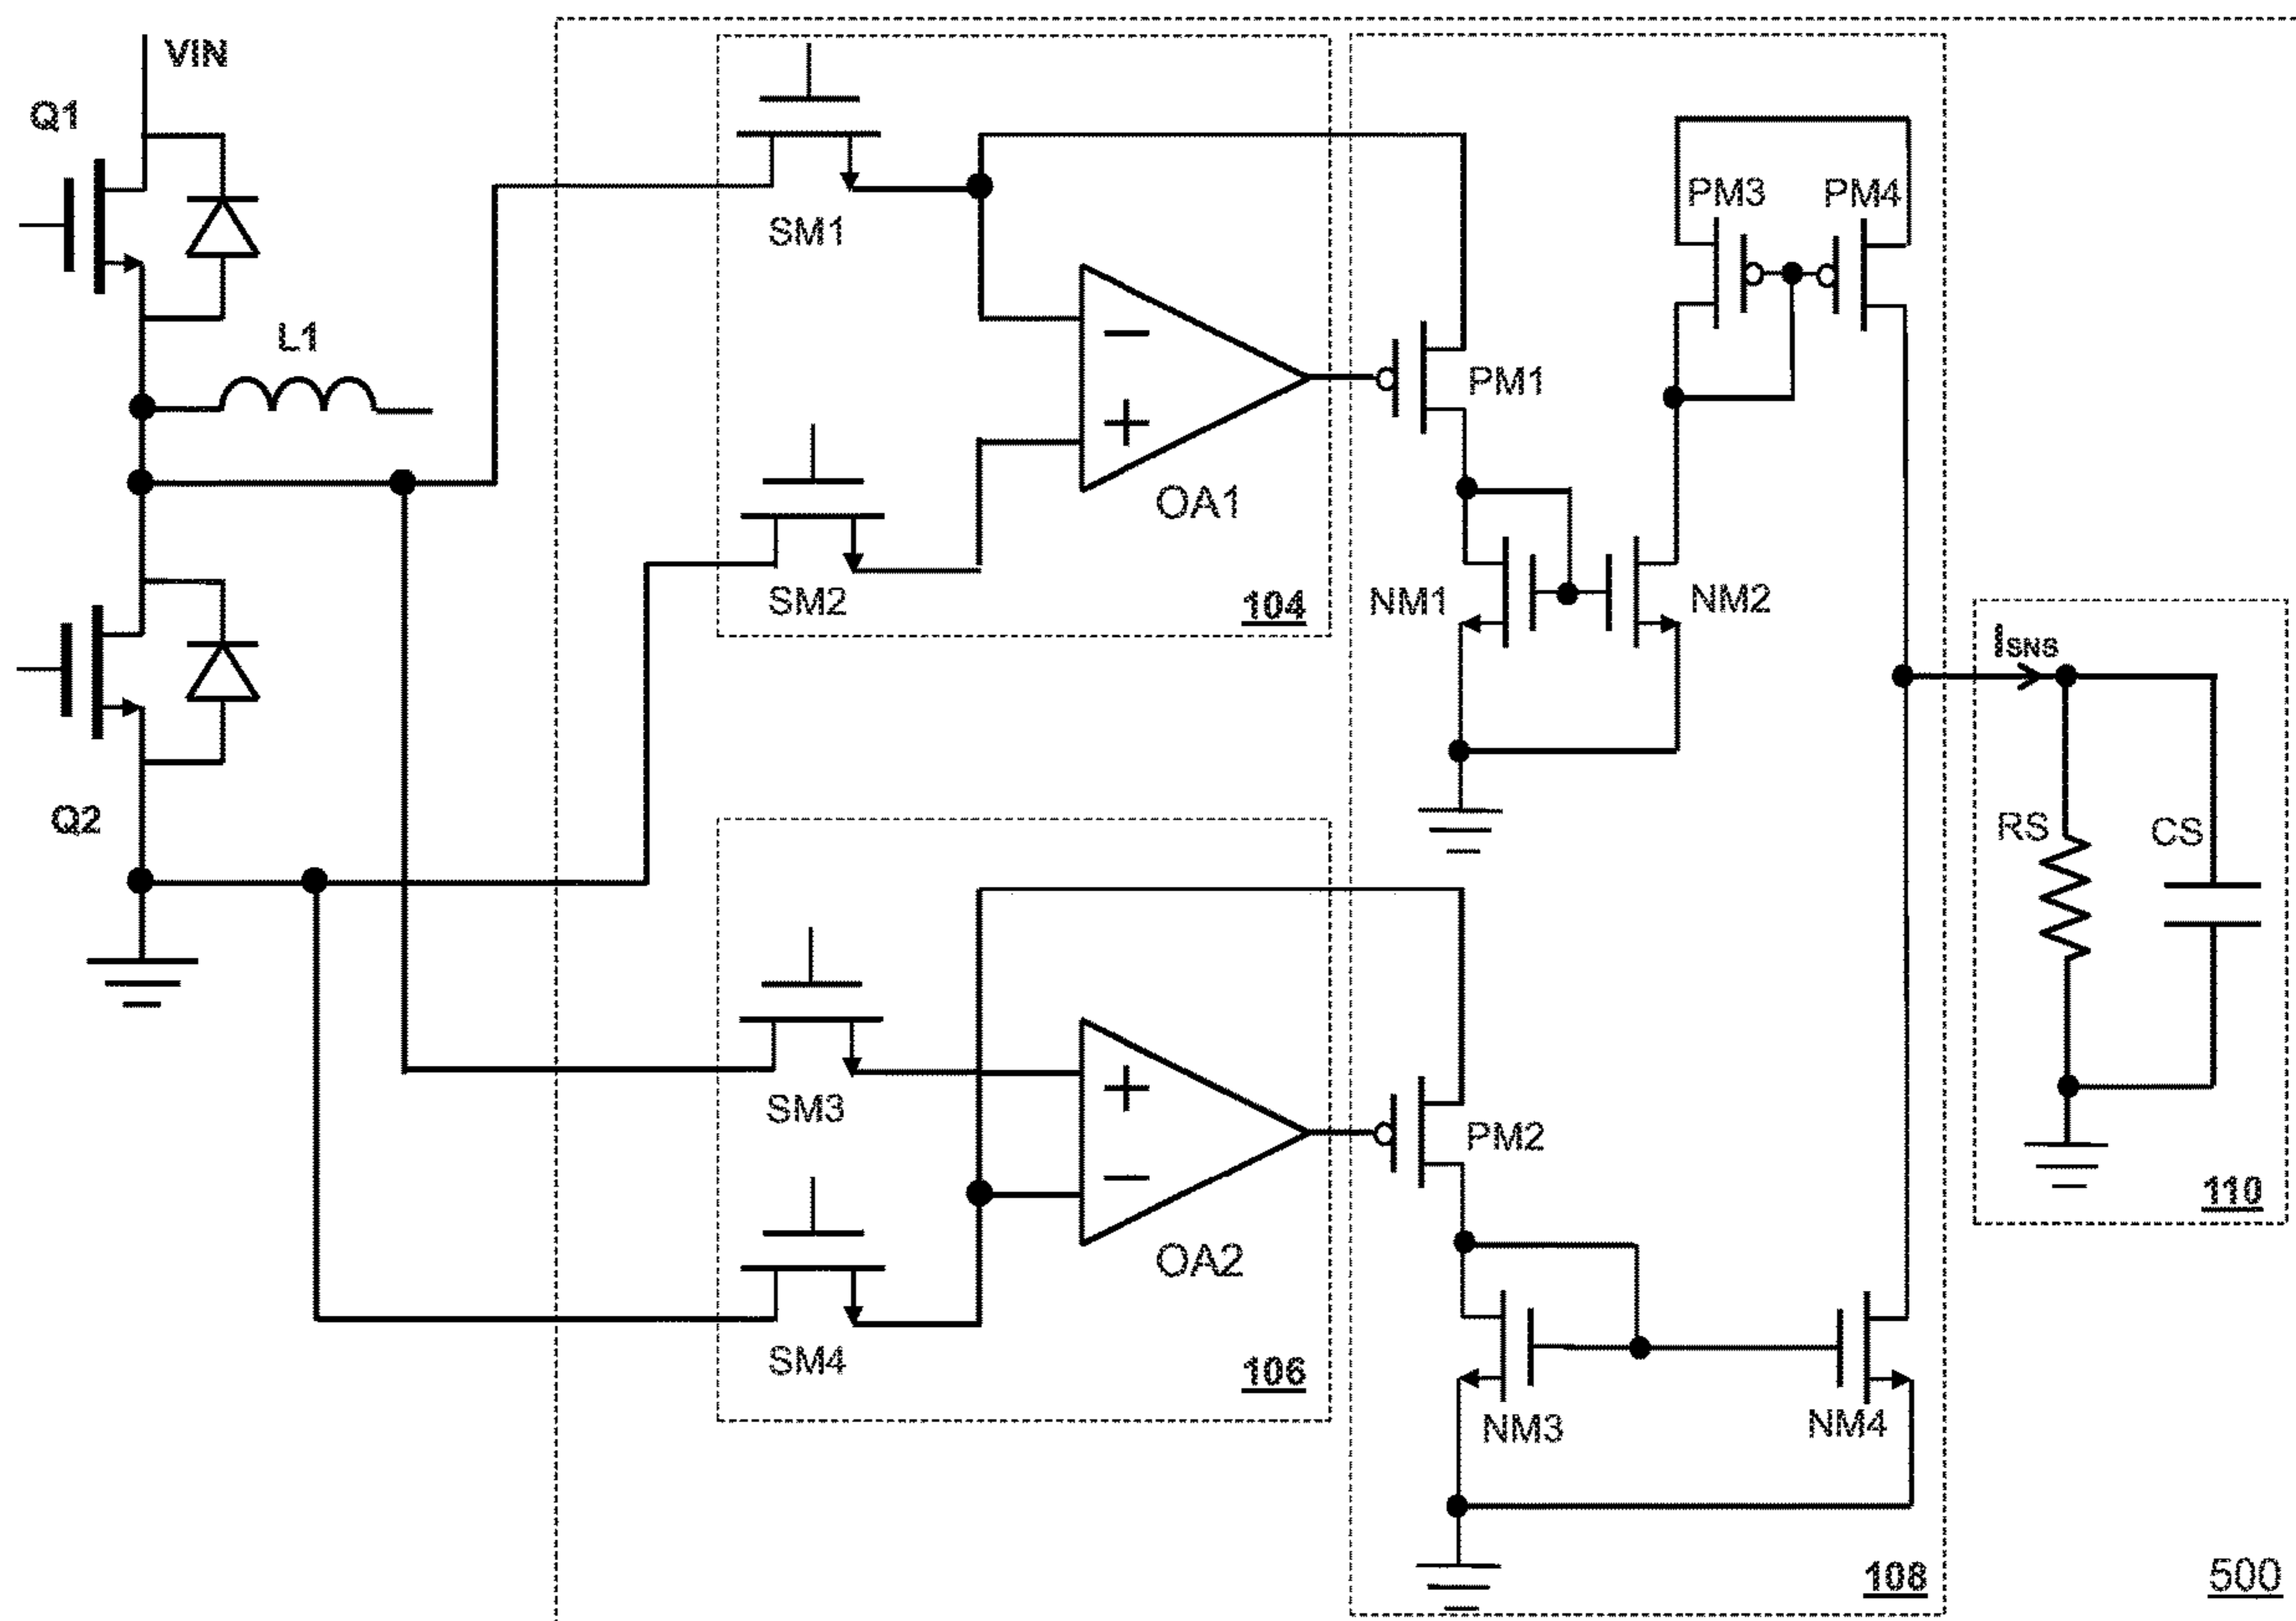 VIN
Q1
L1
Q2
SM1
SM2
−
+
OA1
104
SM3
SM4
+
−
OA2
106
PM1
PM3
PM4
NM1
NM2
PM2
NM3
NM4
108
ISNS
RS
CS
110
500